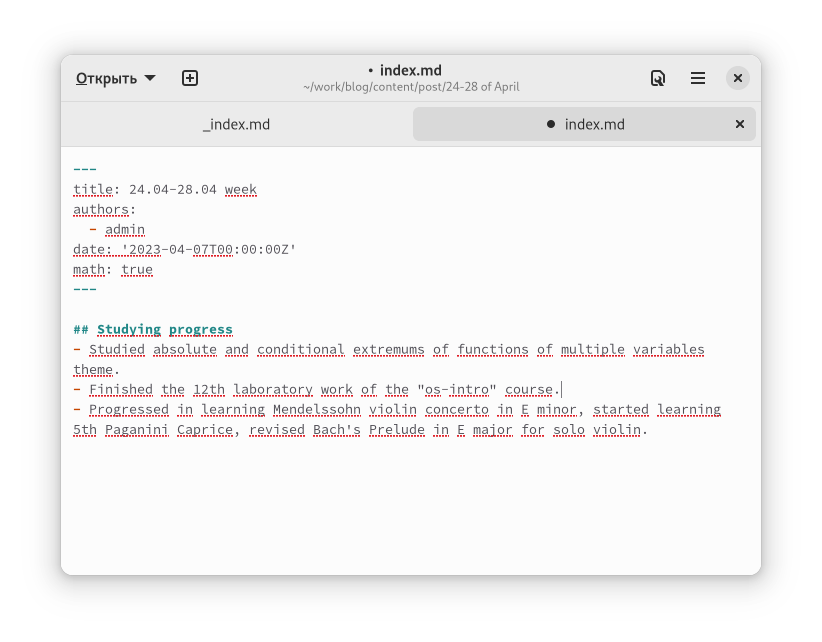 Открыть
• index.md
~/work/blog/content/post/24-28 of April
_index.md
● index.md
---
title: 24.04-28.04 week
authors:
  - admin
date: '2023-04-07T00:00:00Z'
math: true
---
## Studying progress
- Studied absolute and conditional extremums of functions of multiple variables
theme.
- Finished the 12th laboratory work of the "os-intro" course.
- Progressed in learning Mendelssohn violin concerto in E minor, started learning
5th Paganini Caprice, revised Bach's Prelude in E major for solo violin.